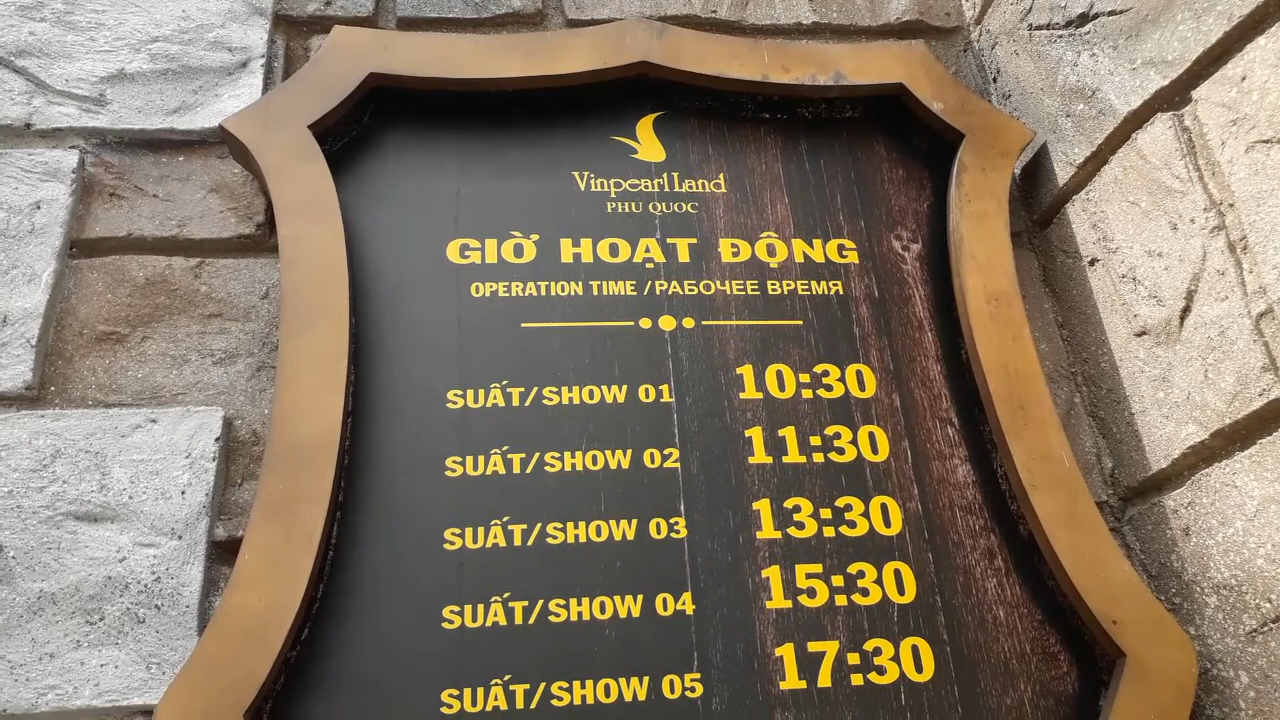 Vinpearl Land
PHU QUOC
GIỜ HOẠT ĐỘNG
OPERATION TIME / РАБОЧЕЕ ВРЕМЯ
SUẤT/SHOW 01 10:30
SUẤT/SHOW 02 11:30
SUẤT/SHOW 03 13:30
SUẤT/SHOW 04 15:30
SUẤT/SHOW 05 17:30